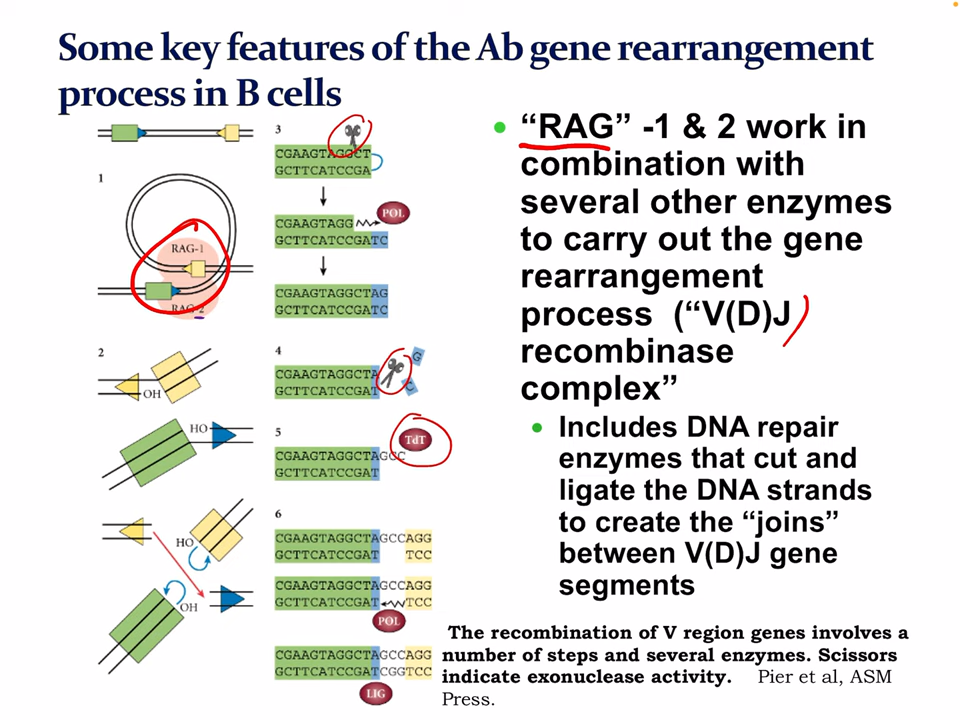 Some key features of the Ab gene rearrangement
process in B cells
1
RAG-1
RAG-2
2
OH
HO
HO
OH
3
CGAAGTAGGCT
GCTTCATCCGA
CGAAGTAGG
POL
GCTTCATCCGATC
CGAAGTAGGCTAG
GCTTCATCCGATC
4
G
CGAAGTAGGCTA
GCTTCATCCGAT
C
5
TdT
CGAAGTAGGCTAGCC
GCTTCATCCGAT
6
CGAAGTAGGCTAGCCAGG
GCTTCATCCGAT TCC
CGAAGTAGGCTAGCCAGG
GCTTCATCCGAT TCC
POL
CGAAGTAGGCTAGCCAGG
GCTTCATCCGATCGGTCC
LIG
• “RAG” -1 & 2 work in
combination with
several other enzymes
to carry out the gene
rearrangement
process (“V(D)J
recombinase
complex”
• Includes DNA repair
enzymes that cut and
ligate the DNA strands
to create the “joins”
between V(D)J gene
segments
The recombination of V region genes involves a
number of steps and several enzymes. Scissors
indicate exonuclease activity. Pier et al, ASM
Press.